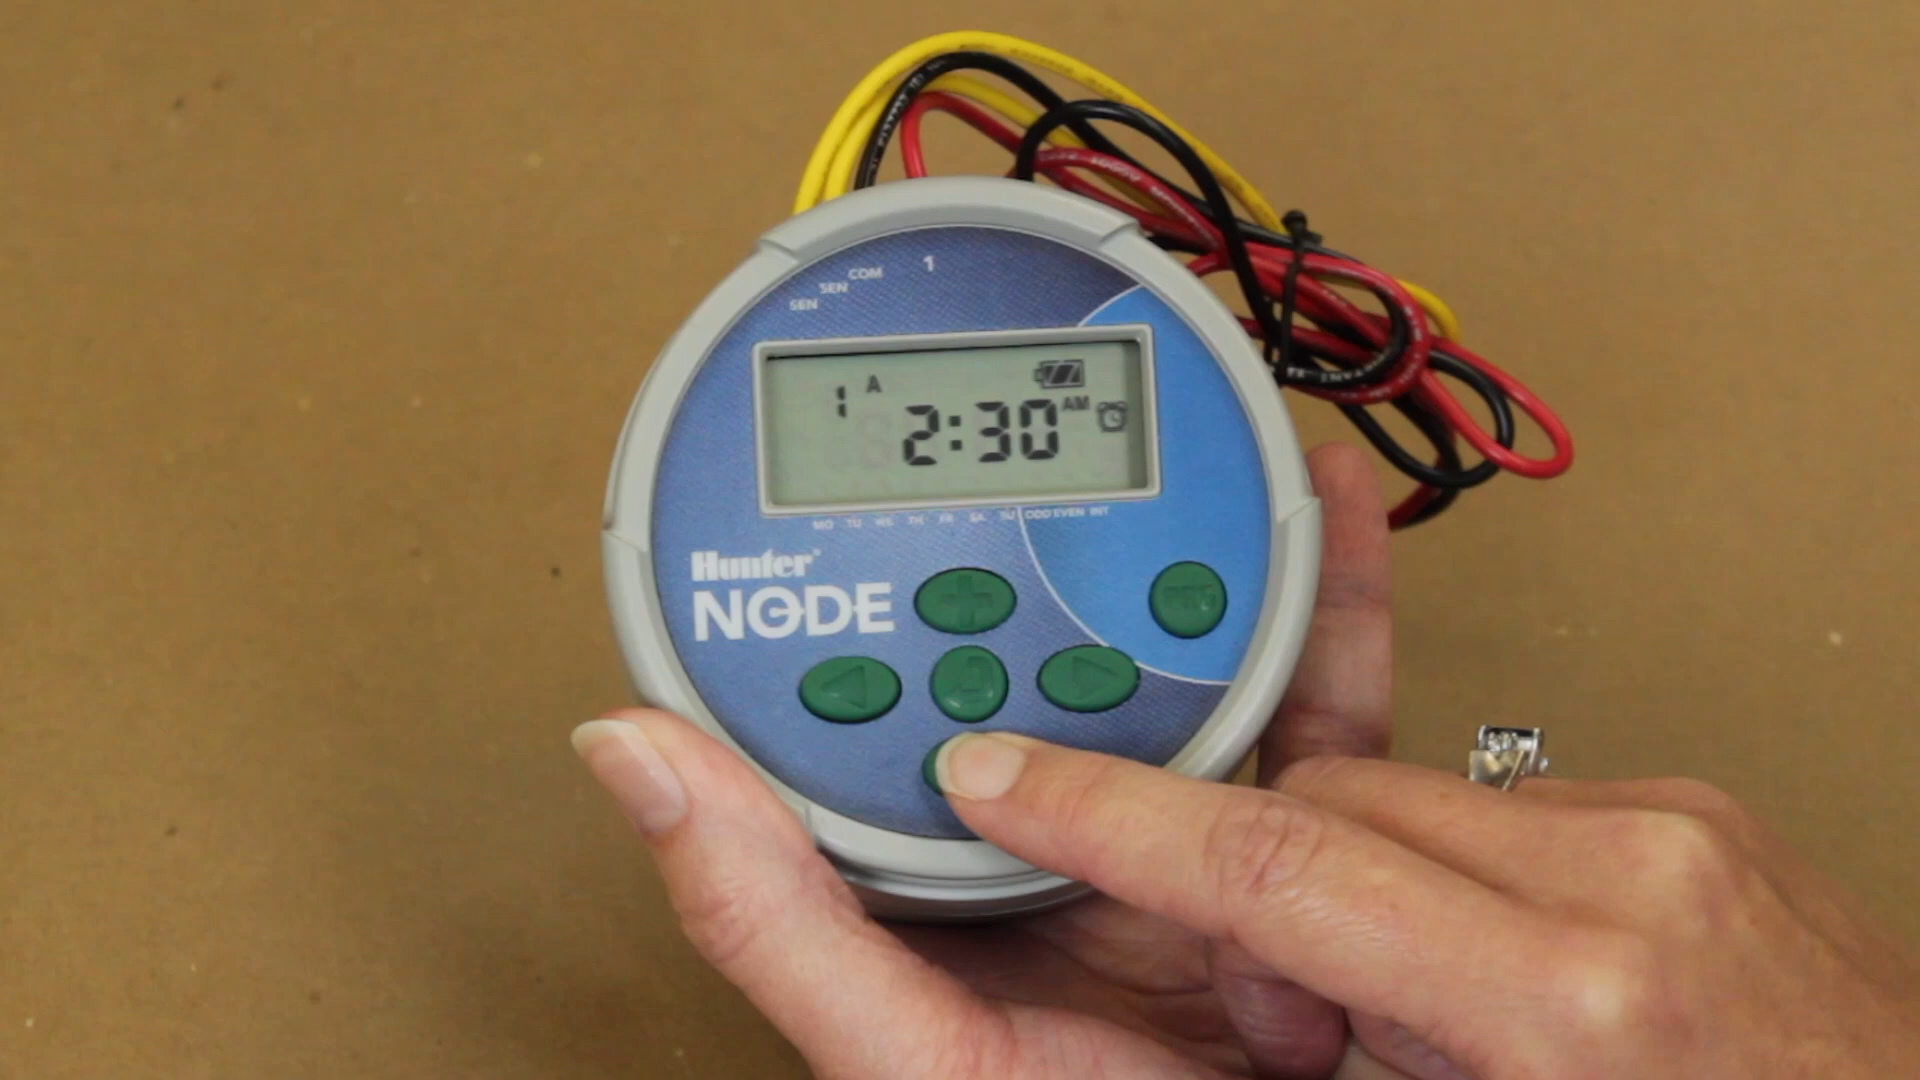 1
COM
SEN
SEN
1 A
2:30 AM
MO TU WE TH FR SA SU ODD EVEN INT
Hunter®
NODE
PRG